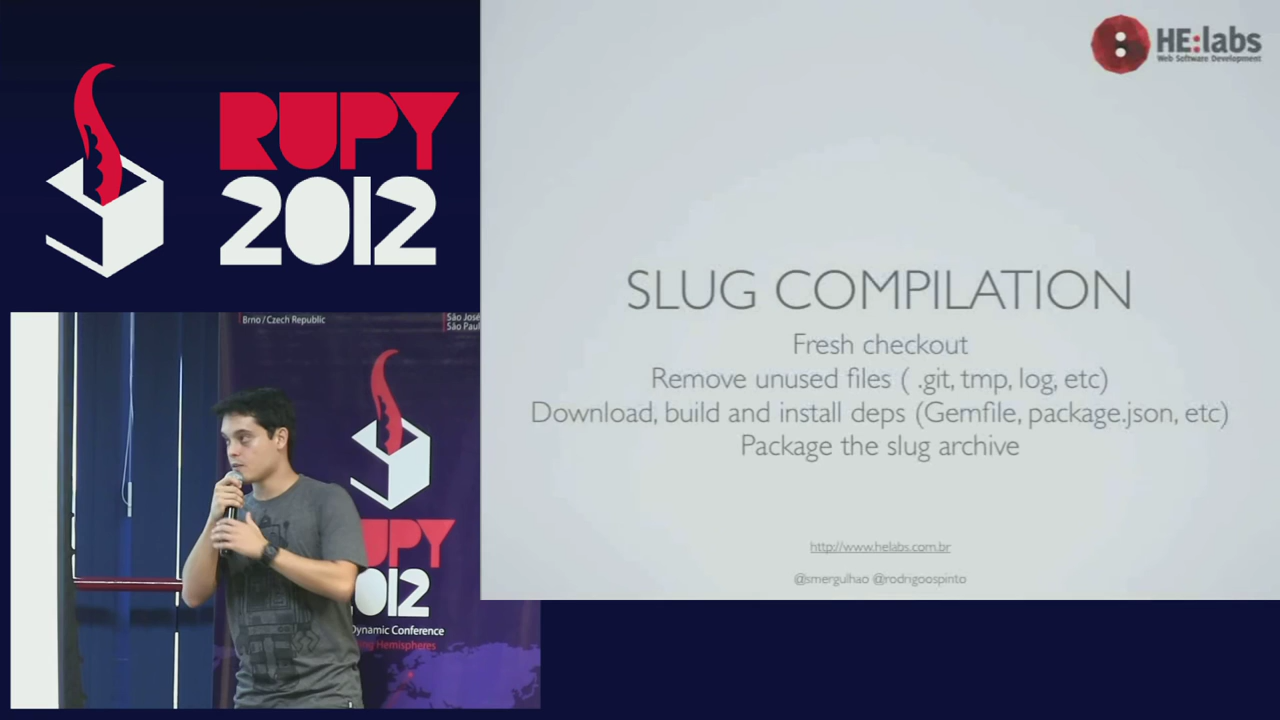 RUPY
2012
HE:labs
Web Software Development
SLUG COMPILATION
Fresh checkout
Remove unused files ( .git, tmp, log, etc)
Download, build and install deps (Gemfile, package.json, etc)
Package the slug archive
http://www.helabs.com.br
@smergulhao @rodrigoospinto
Brno / Czech Republic
São José
São Paul
UPY
2012
Dynamic Conference
Hemispheres